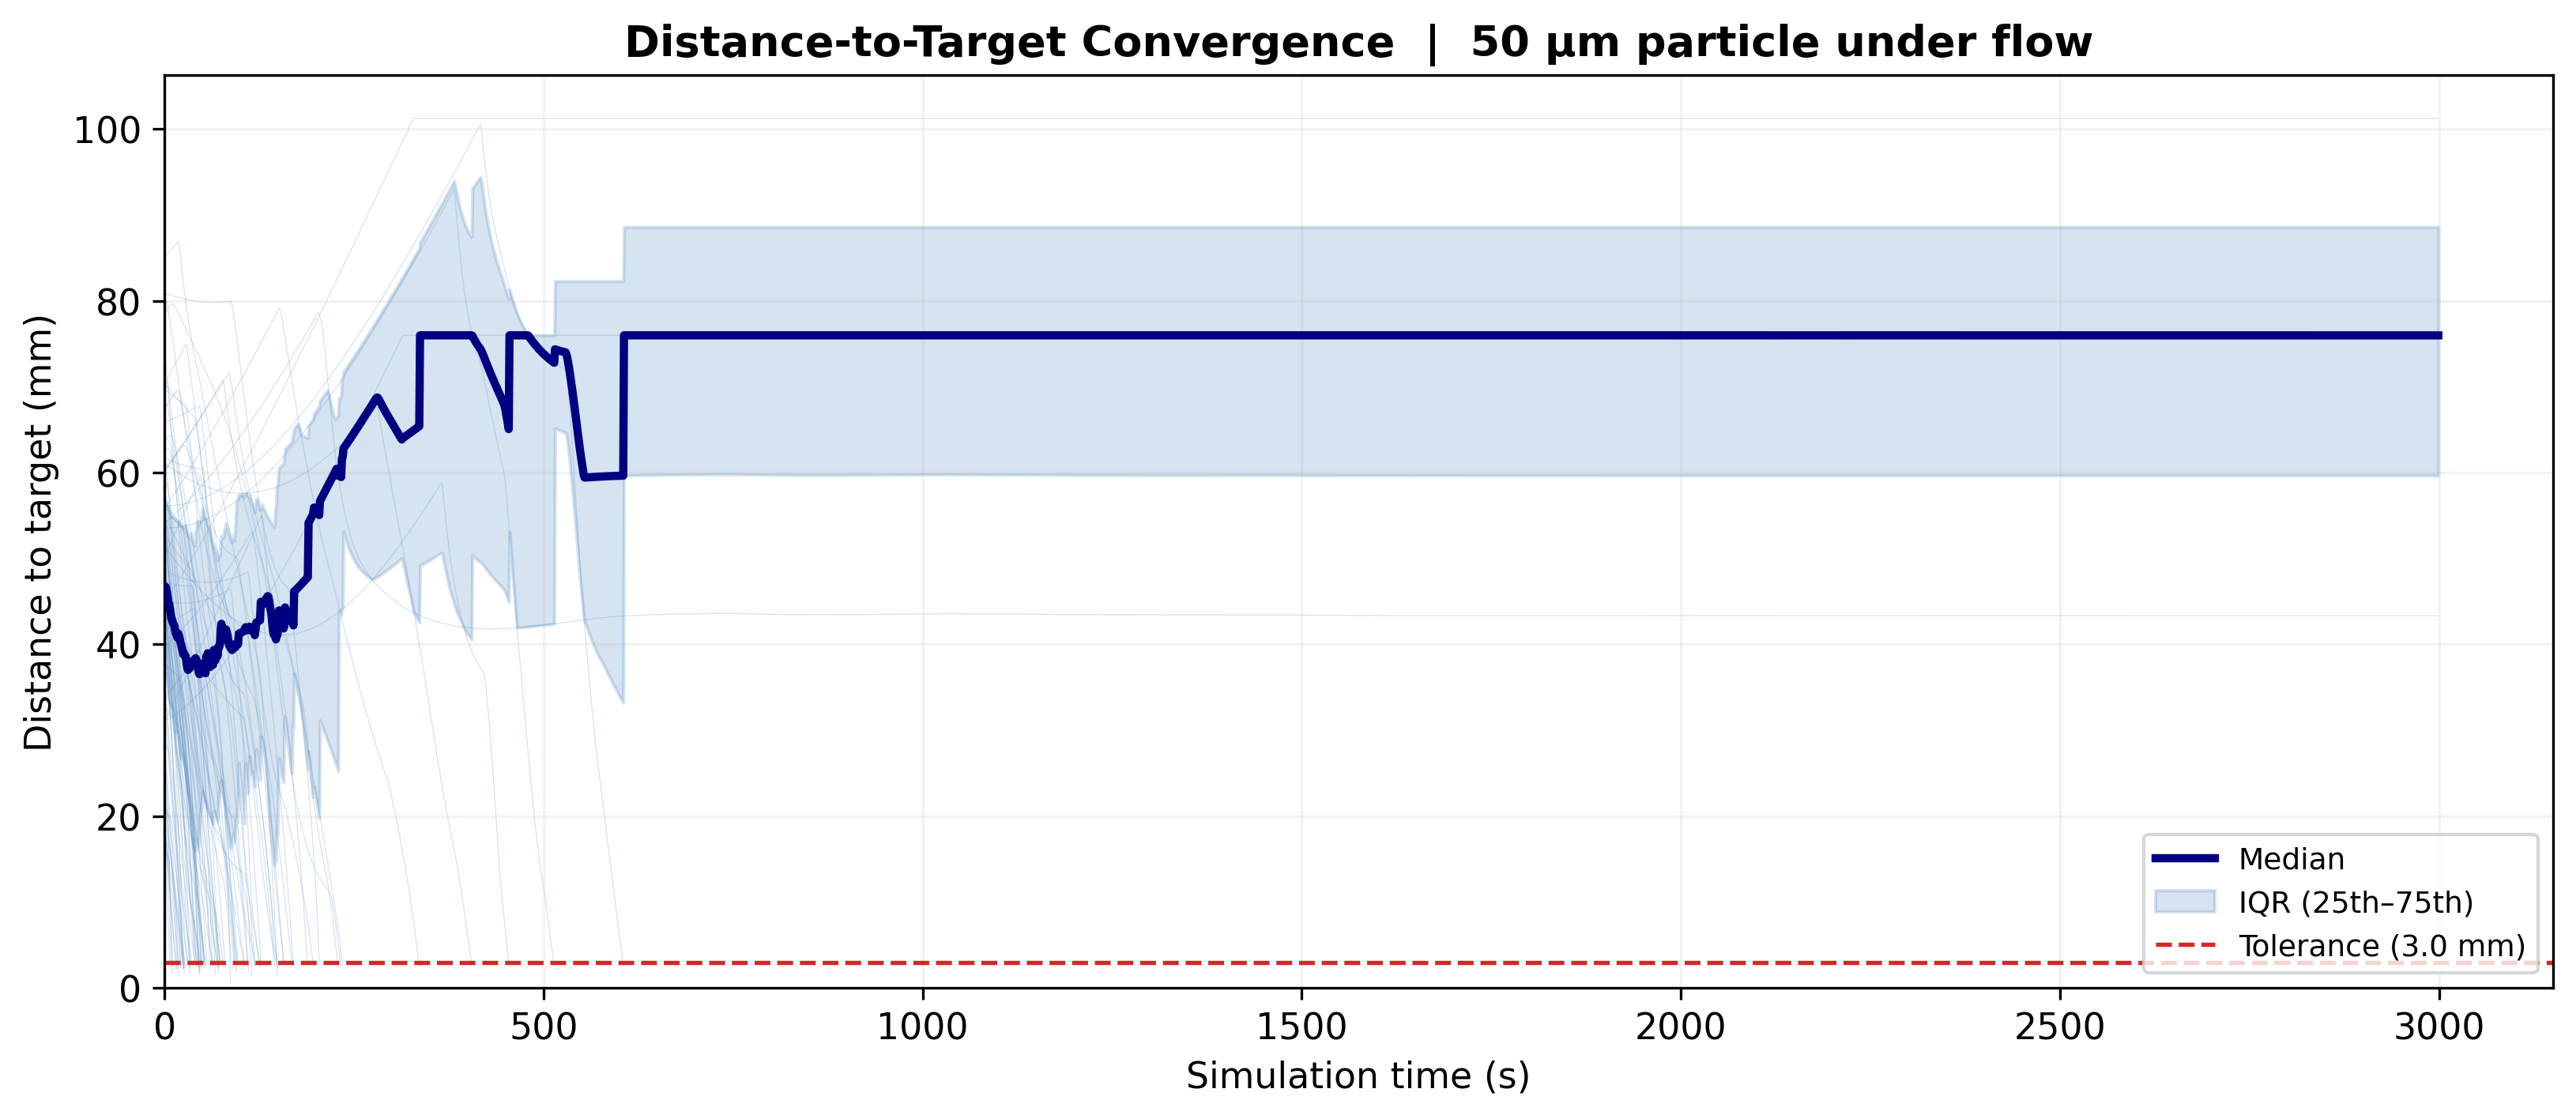 Distance-to-Target Convergence | 50 µm particle under flow
Distance to target (mm)
100
80
60
40
20
0
0 500 1000 1500 2000 2500 3000
Simulation time (s)
Median
IQR (25th–75th)
Tolerance (3.0 mm)